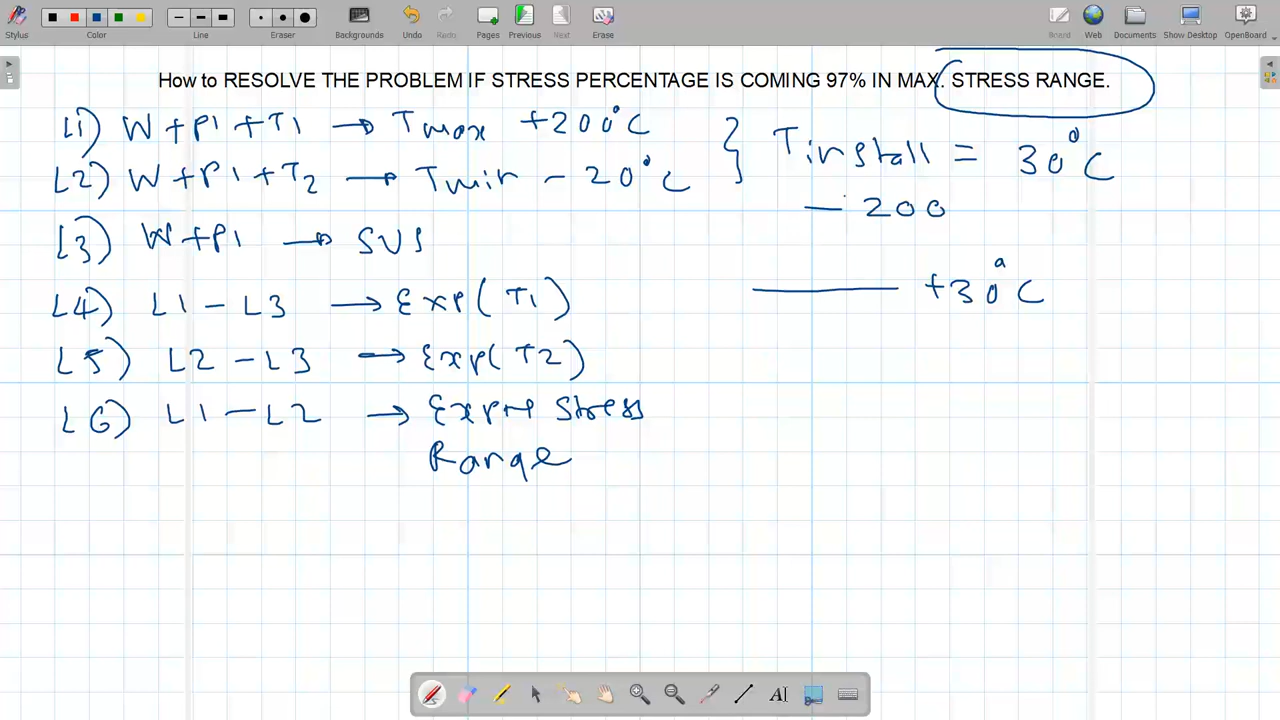 Stylus Color Line Eraser Backgrounds Undo Redo Pages Previous Next Erase Board Web Documents Show Desktop OpenBoard
How to RESOLVE THE PROBLEM IF STRESS PERCENTAGE IS COMING 97% IN MAX. STRESS RANGE.
L1) W+P1+T1 → Tmax +200°C
L2) W+P1+T2 → Tmin -20°C
L3) W+P1 → SUS
L4) L1-L3 → Exp(T1)
L5) L2-L3 → Exp(T2)
L6) L1-L2 → Stress
Range
} Tinstall = 30°C
— 200
+30°C
AI